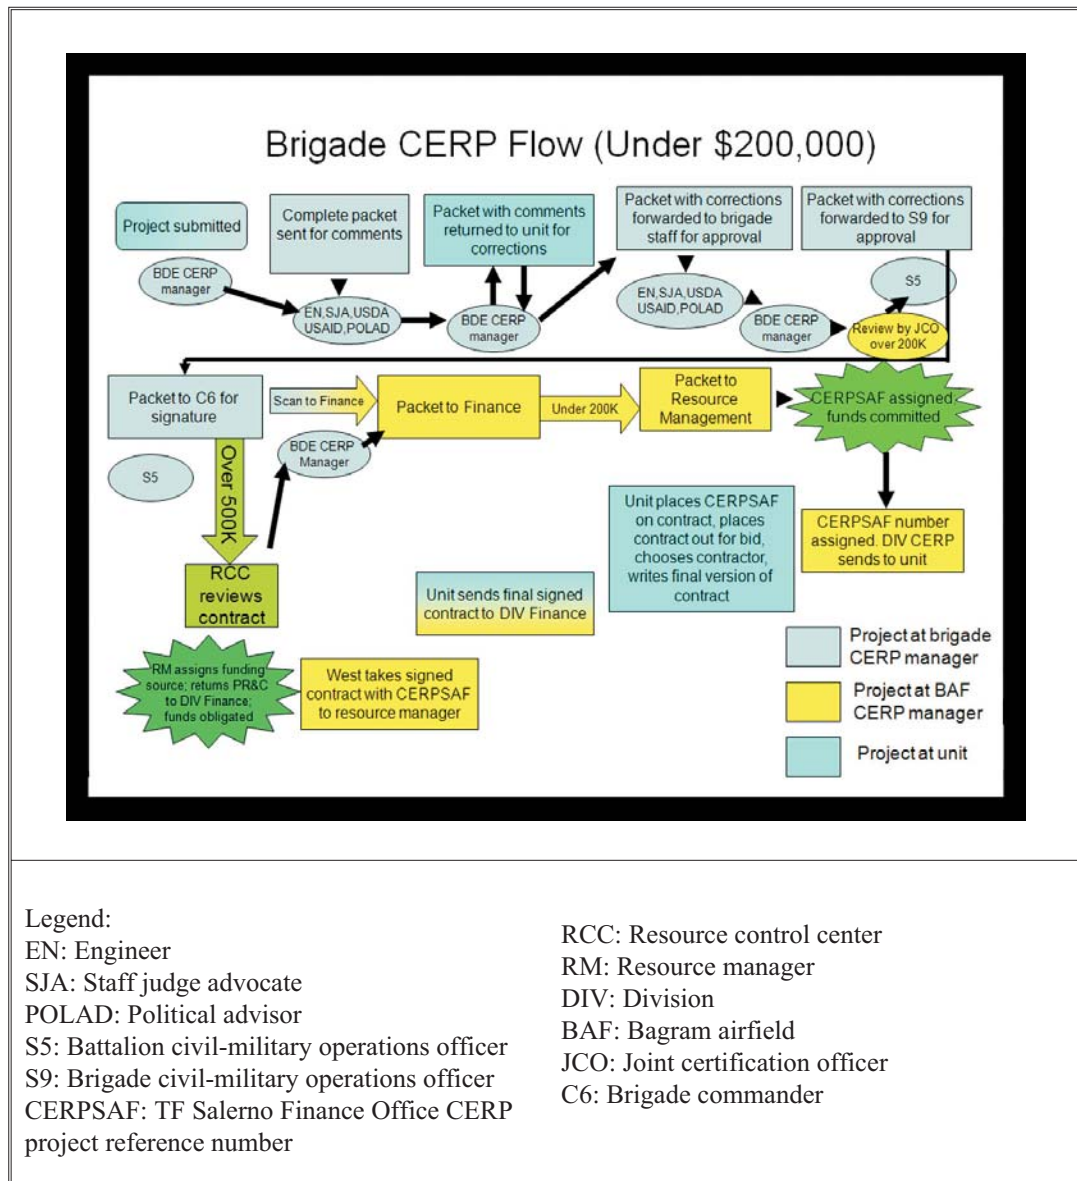 Brigade CERP Flow (Under $200,000)
Project submitted
Complete packet
sent for comments
Packet with comments
returned to unit for
corrections
Packet with corrections
forwarded to brigade
staff for approval
Packet with corrections
forwarded to S9 for
approval
BDE CERP
manager
EN,SJA,USDA
USAID,POLAD
BDE CERP
manager
EN,SJA,USDA
USAID,POLAD
BDE CERP
manager
S5
Review by JCO
over 200K
Packet to C6 for
signature
Scan to Finance
Packet to Finance
Under 200K
Packet to
Resource
Management
CERPSAF assigned;
funds committed
BDE CERP
Manager
S5
Over 500K
RCC
reviews
contract
Unit sends final signed
contract to DIV Finance
Unit places CERPSAF
on contract, places
contract out for bid,
chooses contractor,
writes final version of
contract
CERPSAF number
assigned. DIV CERP
sends to unit
RM assigns funding
source; returns PR&C
to DIV Finance;
funds obligated
West takes signed
contract with CERPSAF
to resource manager
Project at brigade
CERP manager
Project at BAF
CERP manager
Project at unit
Legend:
EN: Engineer
SJA: Staff judge advocate
POLAD: Political advisor
S5: Battalion civil-military operations officer
S9: Brigade civil-military operations officer
CERPSAF: TF Salerno Finance Office CERP
project reference number
RCC: Resource control center
RM: Resource manager
DIV: Division
BAF: Bagram airfield
JCO: Joint certification officer
C6: Brigade commander